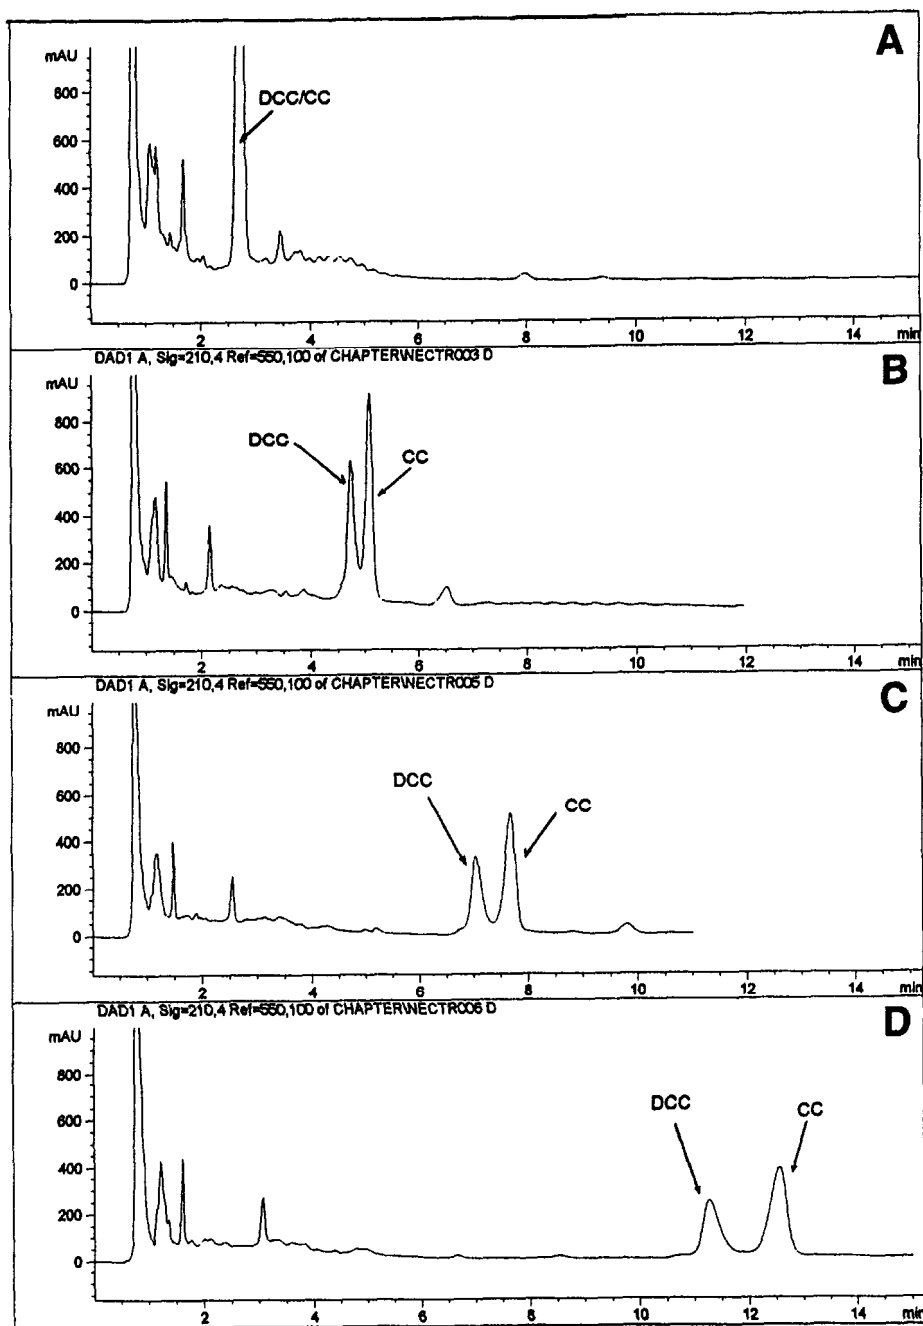 A
mAU
800
600
400
200
0
DCC/CC
2
4
6
8
10
12
14
min
DAD1 A, Sig=210,4 Ref=550,100 of CHAPTER\NECTR003 D
B
mAU
800
600
400
200
0
DCC
CC
2
4
6
8
10
12
14
min
DAD1 A, Sig=210,4 Ref=550,100 of CHAPTER\NECTR005 D
C
mAU
800
600
400
200
0
DCC
CC
2
4
6
8
10
12
14
min
DAD1 A, Sig=210,4 Ref=550,100 of CHAPTER\NECTR006 D
D
mAU
800
600
400
200
0
DCC
CC
2
4
6
8
10
12
14
min